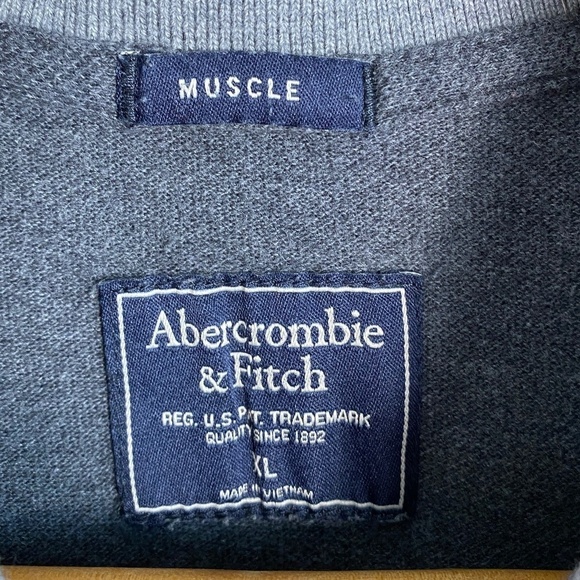 MUSCLE
Abercrombie
& Fitch
REG. U.S. PAT. TRADEMARK
QUALITY SINCE 1892
XL
MADE IN VIETNAM